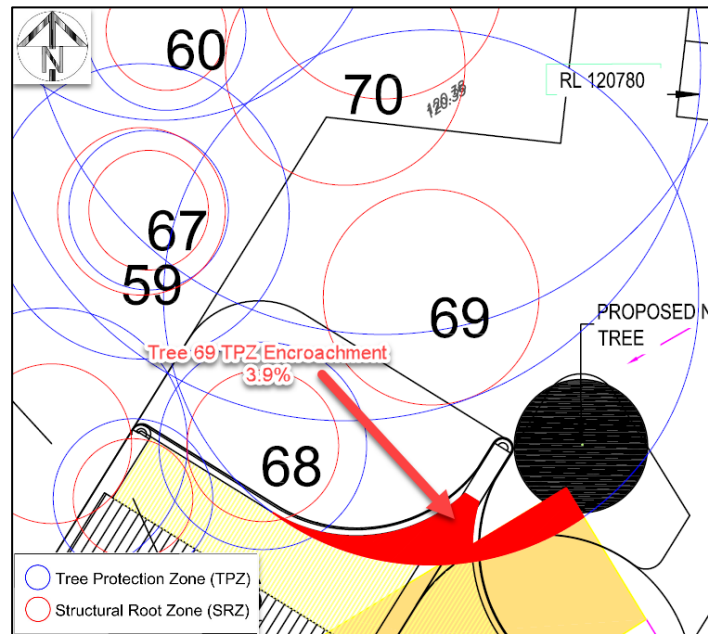 N
60
70
RL 120780
67
59
69
PROPOSED N
TREE
Tree 69 TPZ Encroachment
3.9%
68
Tree Protection Zone (TPZ)
Structural Root Zone (SRZ)